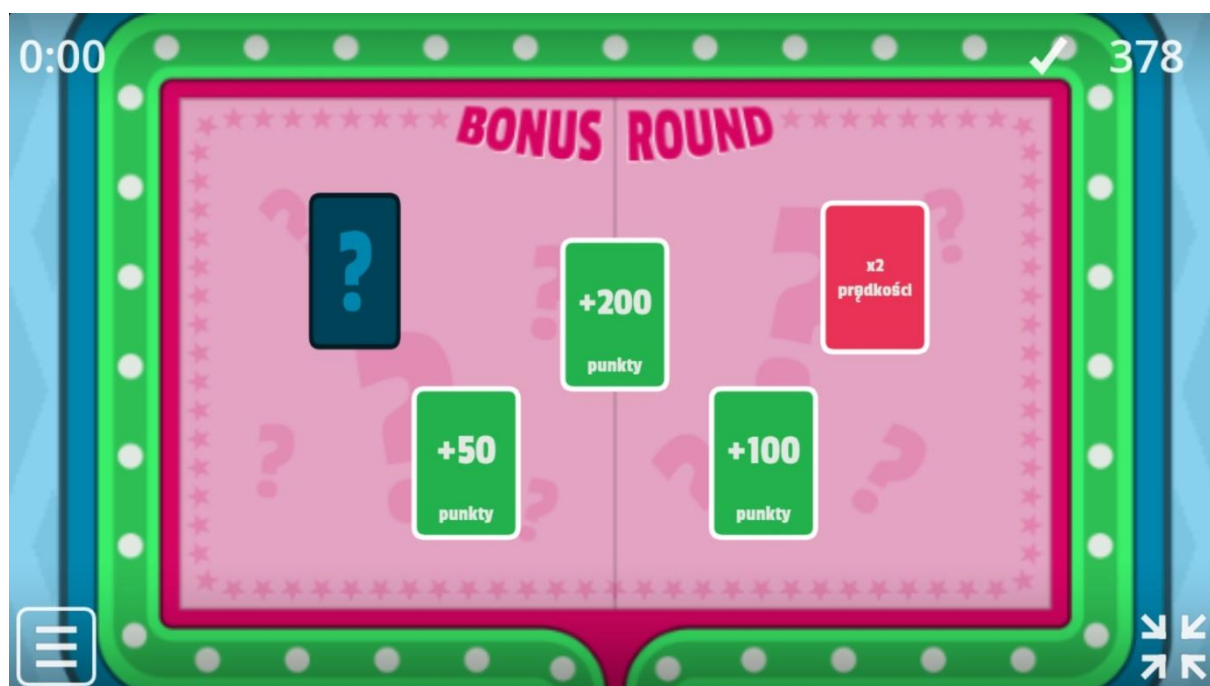 0:00
✓ 378
BONUS ROUND
?
+200
punkty
x2
prędkości
+50
punkty
+100
punkty